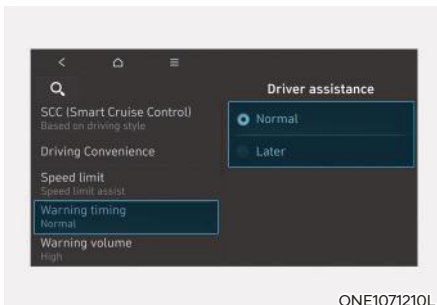 Driver assistance
SCC (Smart Cruise Control)
Based on driving style
Driving Convenience
Speed limit
Speed limit assist
Warning timing
Normal
Warning volume
High
Normal
Later
ONE1071210L